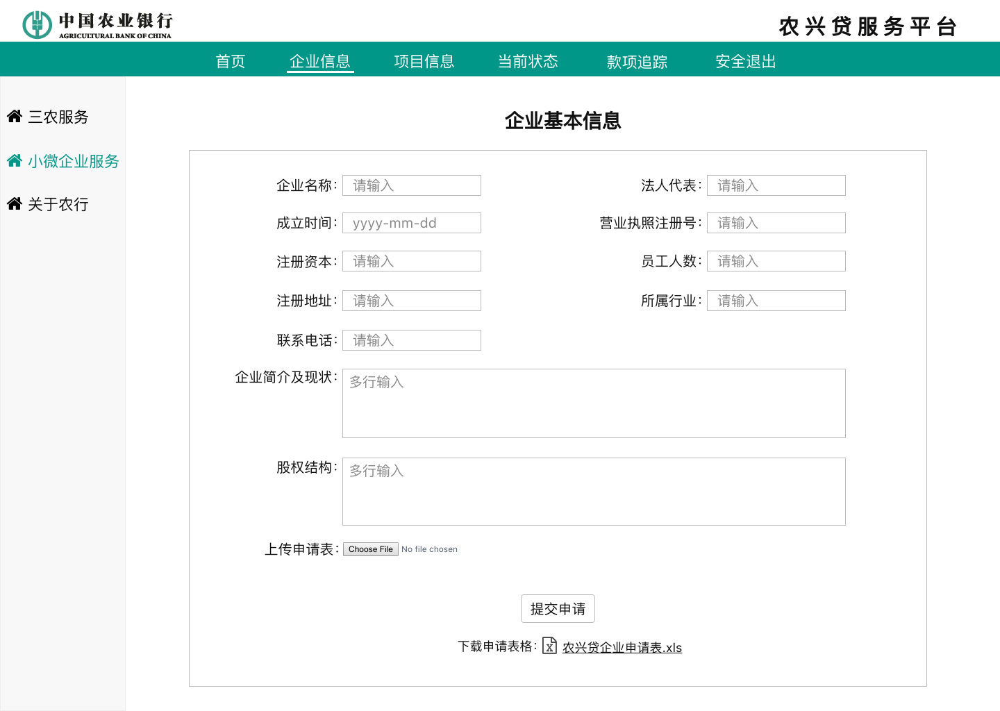 中国农业银行
AGRICULTURAL BANK OF CHINA
农兴贷服务平台
首页 企业信息 项目信息 当前状态 款项追踪 安全退出
三农服务
小微企业服务
关于农行
企业基本信息
企业名称: 请输入 法人代表: 请输入
成立时间: yyyy-mm-dd 营业执照注册号: 请输入
注册资本: 请输入 员工人数: 请输入
注册地址: 请输入 所属行业: 请输入
联系电话: 请输入
企业简介及现状: 多行输入
股权结构: 多行输入
上传申请表: Choose File No file chosen
提交申请
下载申请表格: 农兴贷企业申请表.xls